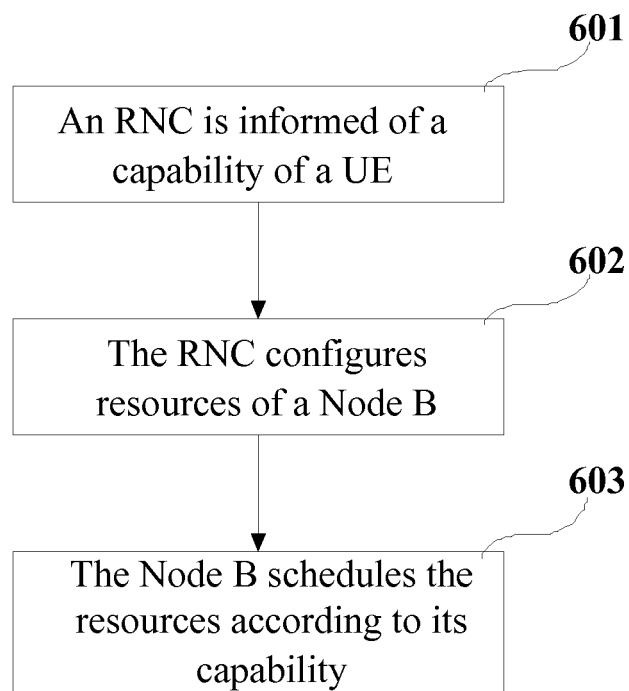 601
An RNC is informed of a
capability of a UE
602
The RNC configures
resources of a Node B
603
The Node B schedules the
resources according to its
capability